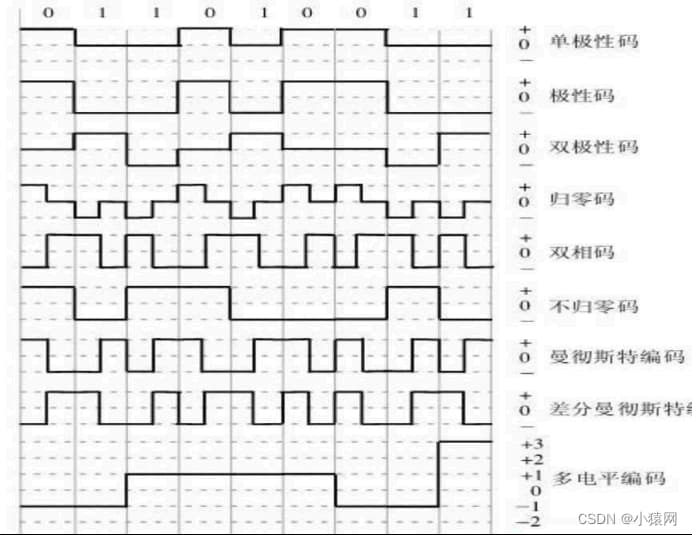 0 1 1 0 1 0 0 1 1
+
0 单极性码
—
+
0 极性码
—
+
0 双极性码
—
+
0 归零码
—
+
0 双相码
—
+
0 不归零码
—
+
0 曼彻斯特编码
—
+
0 差分曼彻斯特编
—
+3
+2
+1 多电平编码
0
−1
−2
CSDN @小猿网